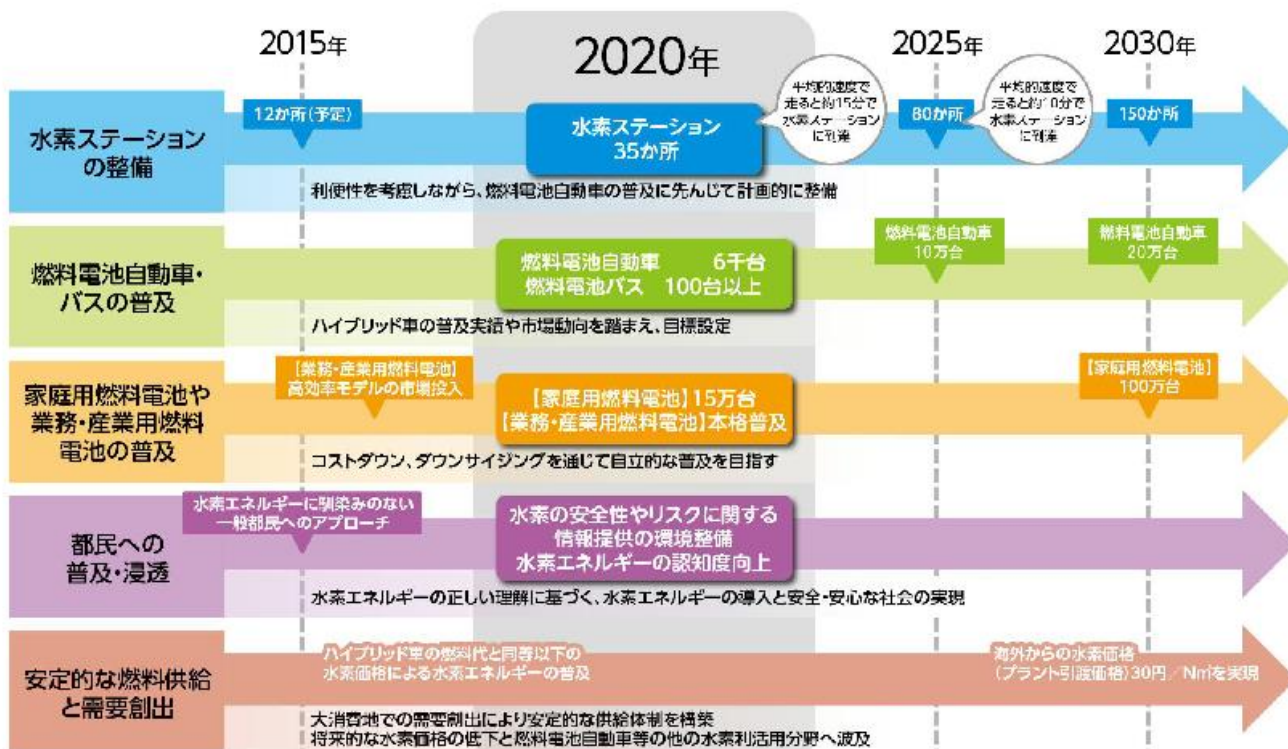 2015年
2020年
2025年
2030年
水素ステーション
の整備
12か所(予定)
水素ステーション
35か所
平均的速度で
走ると約15分で
水素ステーション
に到達
80か所
平均的速度で
走ると約10分で
水素ステーション
に到達
150か所
利便性を考慮しながら、燃料電池自動車の普及に先んじて計画的に整備
燃料電池自動車・
バスの普及
燃料電池自動車 6千台
燃料電池バス 100台以上
燃料電池自動車
10万台
燃料電池自動車
20万台
ハイブリッド車の普及実績や市場動向を踏まえ、目標設定
家庭用燃料電池や
業務・産業用燃料
電池の普及
【業務・産業用燃料電池】
高効率モデルの市場投入
【家庭用燃料電池】15万台
【業務・産業用燃料電池】本格普及
【家庭用燃料電池】
100万台
コストダウン、ダウンサイジングを通じて自立的な普及を目指す
都民への
普及・浸透
水素エネルギーに馴染みのない
一般都民へのアプローチ
水素の安全性やリスクに関する
情報提供の環境整備
水素エネルギーの認知度向上
水素エネルギーの正しい理解に基づく、水素エネルギーの導入と安全・安心な社会の実現
安定的な燃料供給
と需要創出
ハイブリッド車の燃料代と同等以下の
水素価格による水素エネルギーの普及
海外からの水素価格
(プラント引渡価格)30円/N㎥を実現
大消費地での需要創出により安定的な供給体制を構築
将来的な水素価格の低下と燃料電池自動車等の他の水素利活用分野へ波及